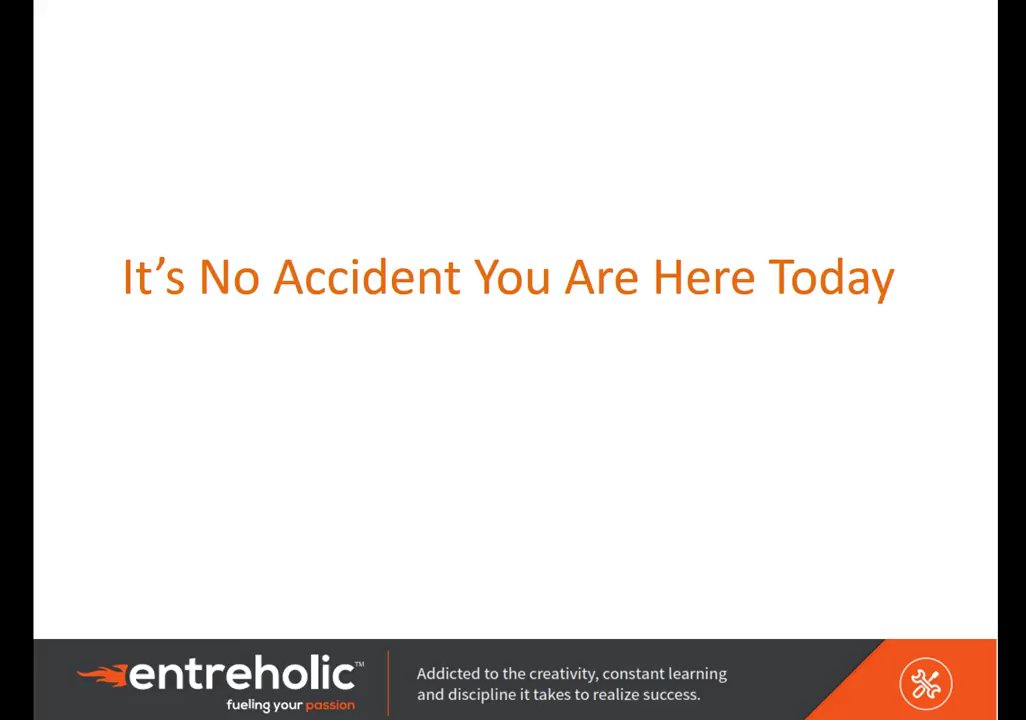 It’s No Accident You Are Here Today
entreholic™
fueling your passion
Addicted to the creativity, constant learning
and discipline it takes to realize success.